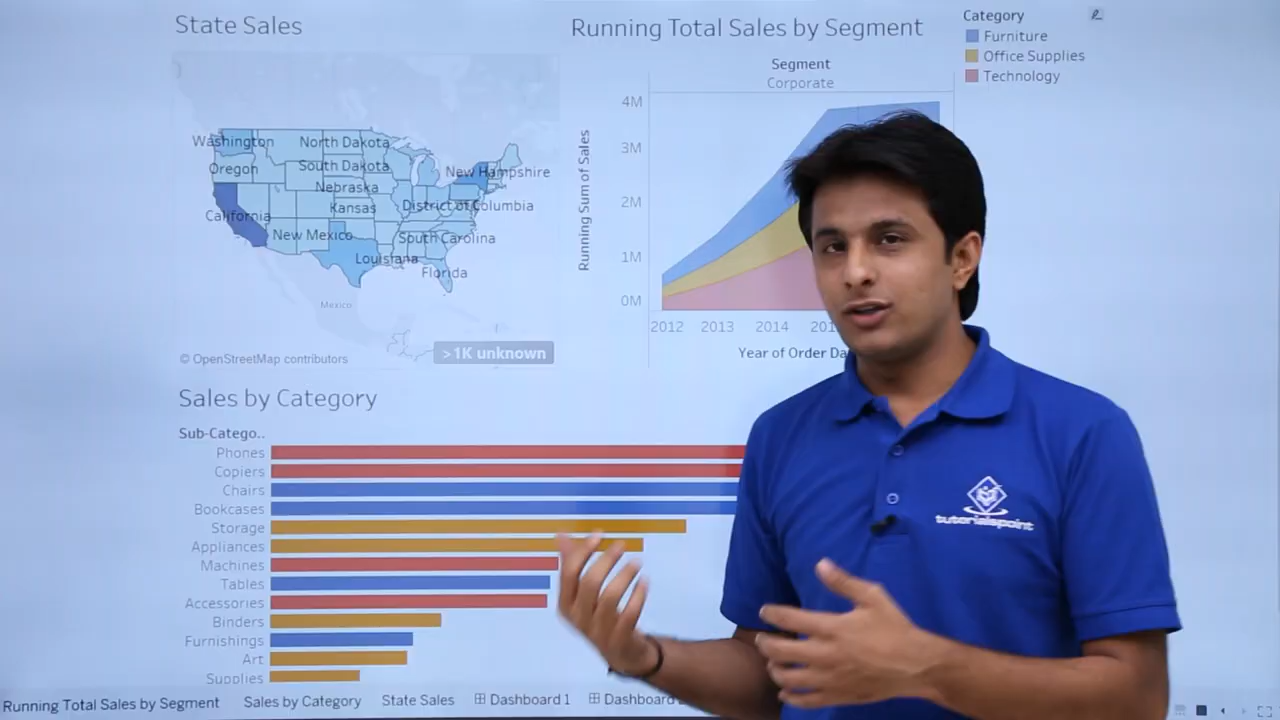 State Sales
Washington
North Dakota
Oregon
South Dakota
New Hampshire
Nebraska
Kansas
District of Columbia
California
New Mexico
South Carolina
Louisiana
Florida
Mexico
>1K unknown
© OpenStreetMap contributors
Running Total Sales by Segment
Segment
Corporate
Running Sum of Sales
4M
3M
2M
1M
0M
2012 2013 2014
Year of Order
Category
Furniture
Office Supplies
Technology
Sales by Category
Sub-Catego..
Phones
Copiers
Chairs
Bookcases
Storage
Appliances
Machines
Tables
Accessories
Binders
Furnishings
Art
Supplies
tutorialspoint
Running Total Sales by Segment Sales by Category State Sales Dashboard 1 Dashboard